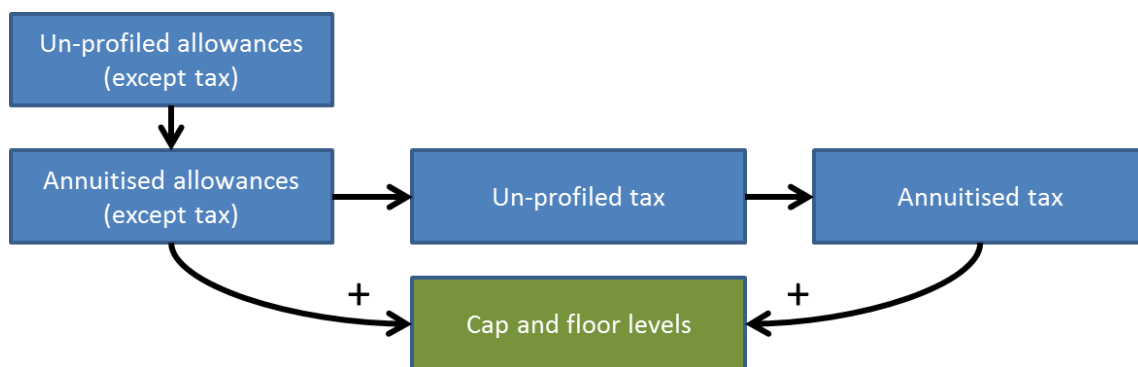 Un-profiled allowances
(except tax)
Annuitised allowances
(except tax)
Un-profiled tax
Annuitised tax
+
+
Cap and floor levels